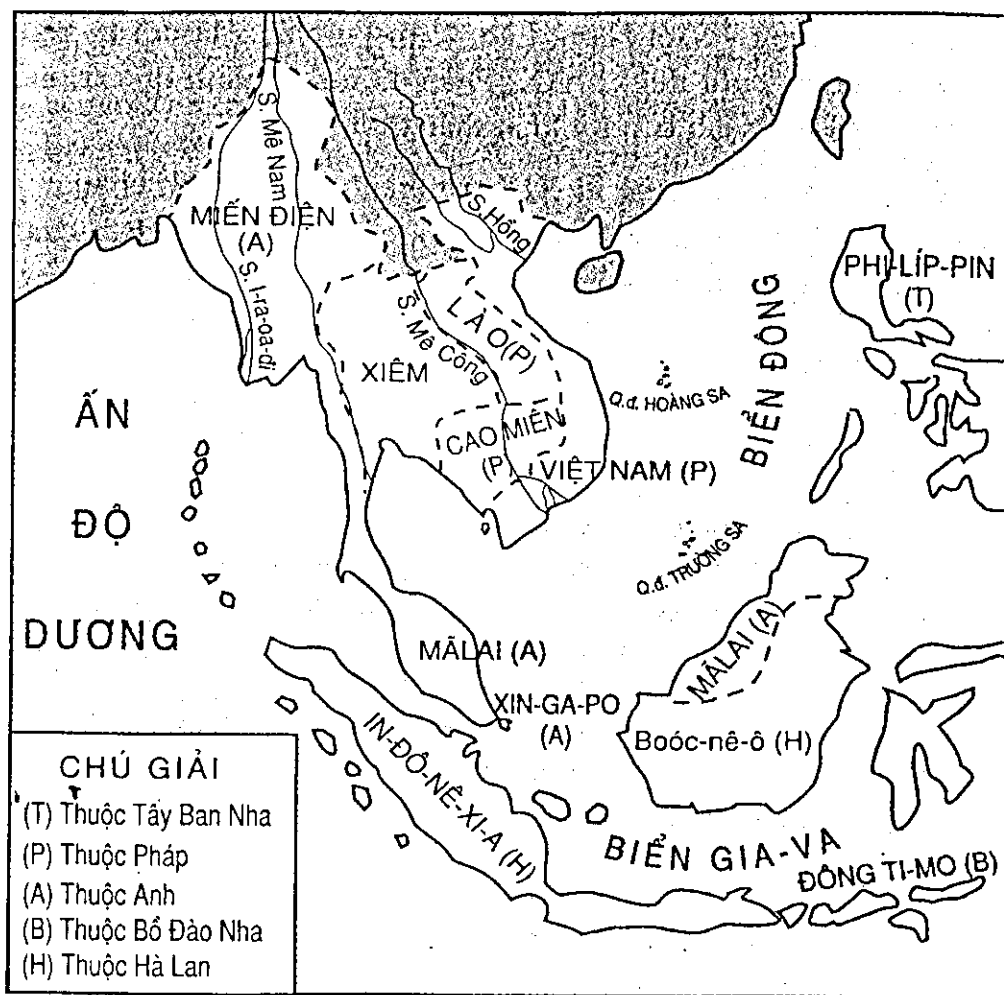 S. Mê Nam
MIẾN ĐIỆN
(A)
S. I-ra-oa-đi
S. Hồng
LÀO(P)
S. Mê Công
XIÊM
CAO MIÊN
(P)
VIỆT NAM (P)
PHI-LÍP-PIN
(T)
BIỂN ĐÔNG
Q.đ. HOÀNG SA
Q.đ. TRƯỜNG SA
ẤN
ĐỘ
DƯƠNG
MÃLAI (A)
XIN-GA-PO
(A)
MÃLAI (A)
Boóc-nê-ô (H)
IN-ĐÔ-NÊ-XI-A (H)
BIỂN GIA-VA
ĐÔNG TI-MO (B)
CHÚ GIẢI
(T) Thuộc Tây Ban Nha
(P) Thuộc Pháp
(A) Thuộc Anh
(B) Thuộc Bồ Đào Nha
(H) Thuộc Hà Lan